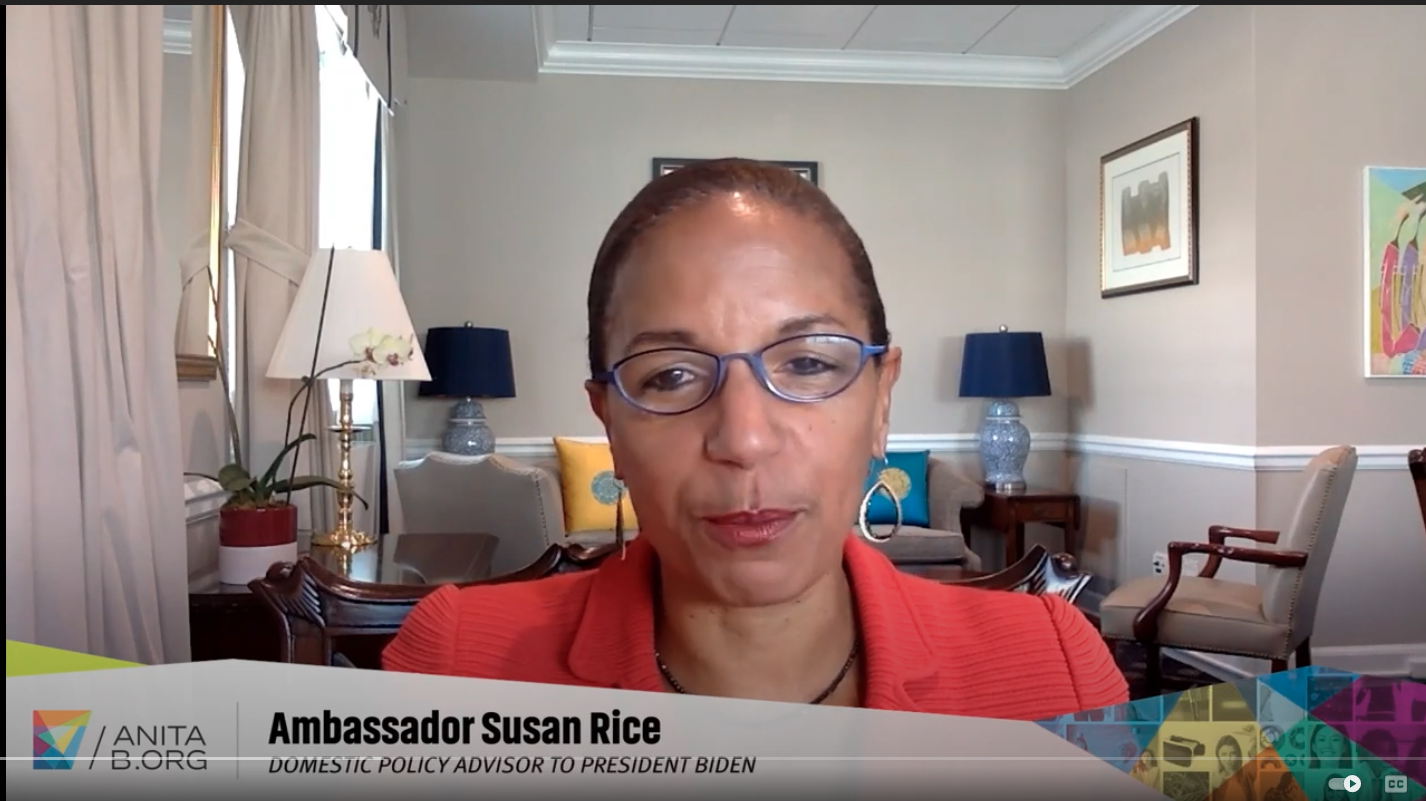 /ANITA
B.ORG
Ambassador Susan Rice
DOMESTIC POLICY ADVISOR TO PRESIDENT BIDEN
CC